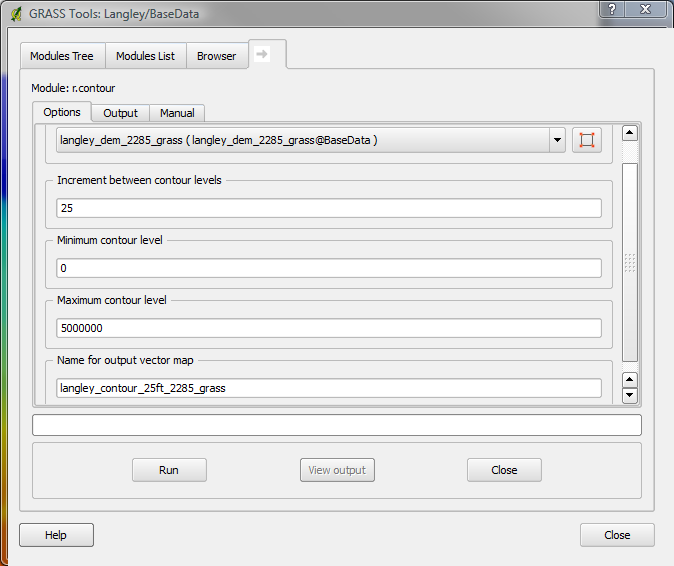 GRASS Tools: Langley/BaseData
Modules Tree Modules List Browser
Module: r.contour
Options Output Manual
langley_dem_2285_grass ( langley_dem_2285_grass@BaseData )
Increment between contour levels
25
Minimum contour level
0
Maximum contour level
5000000
Name for output vector map
langley_contour_25ft_2285_grass
Run View output Close
Help Close